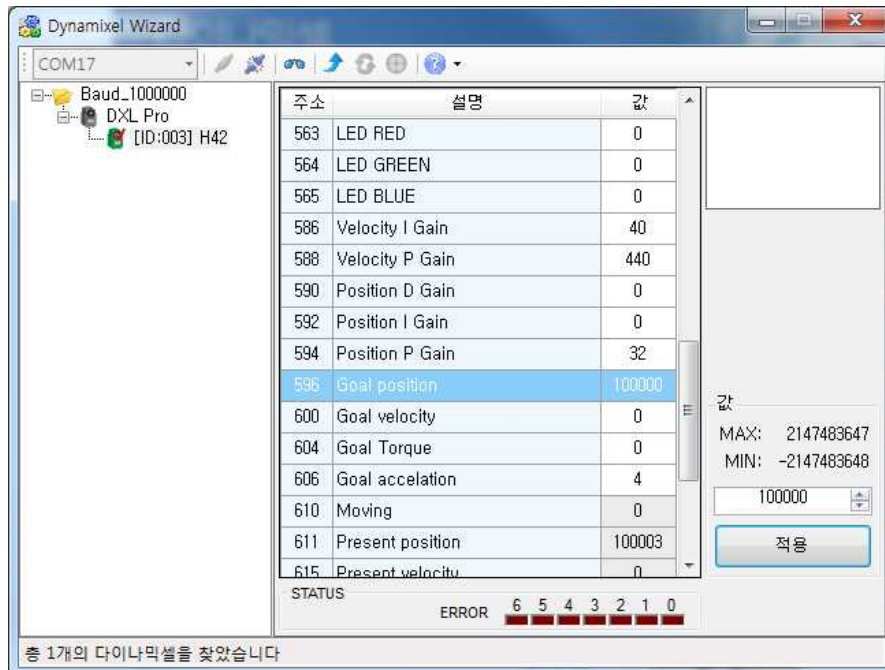 Dynamixel Wizard
COM17
Baud_1000000
DXL Pro
[ID:003] H42
주소 설명 값
563 LED RED 0
564 LED GREEN 0
565 LED BLUE 0
586 Velocity I Gain 40
588 Velocity P Gain 440
590 Position D Gain 0
592 Position I Gain 0
594 Position P Gain 32
596 Goal position 100000
600 Goal velocity 0
604 Goal Torque 0
606 Goal accelation 4
610 Moving 0
611 Present position 100003
615 Present velocity 0
값
MAX: 2147483647
MIN: -2147483648
100000
적용
STATUS
ERROR 6 5 4 3 2 1 0
총 1개의 다이나믹셀을 찾았습니다